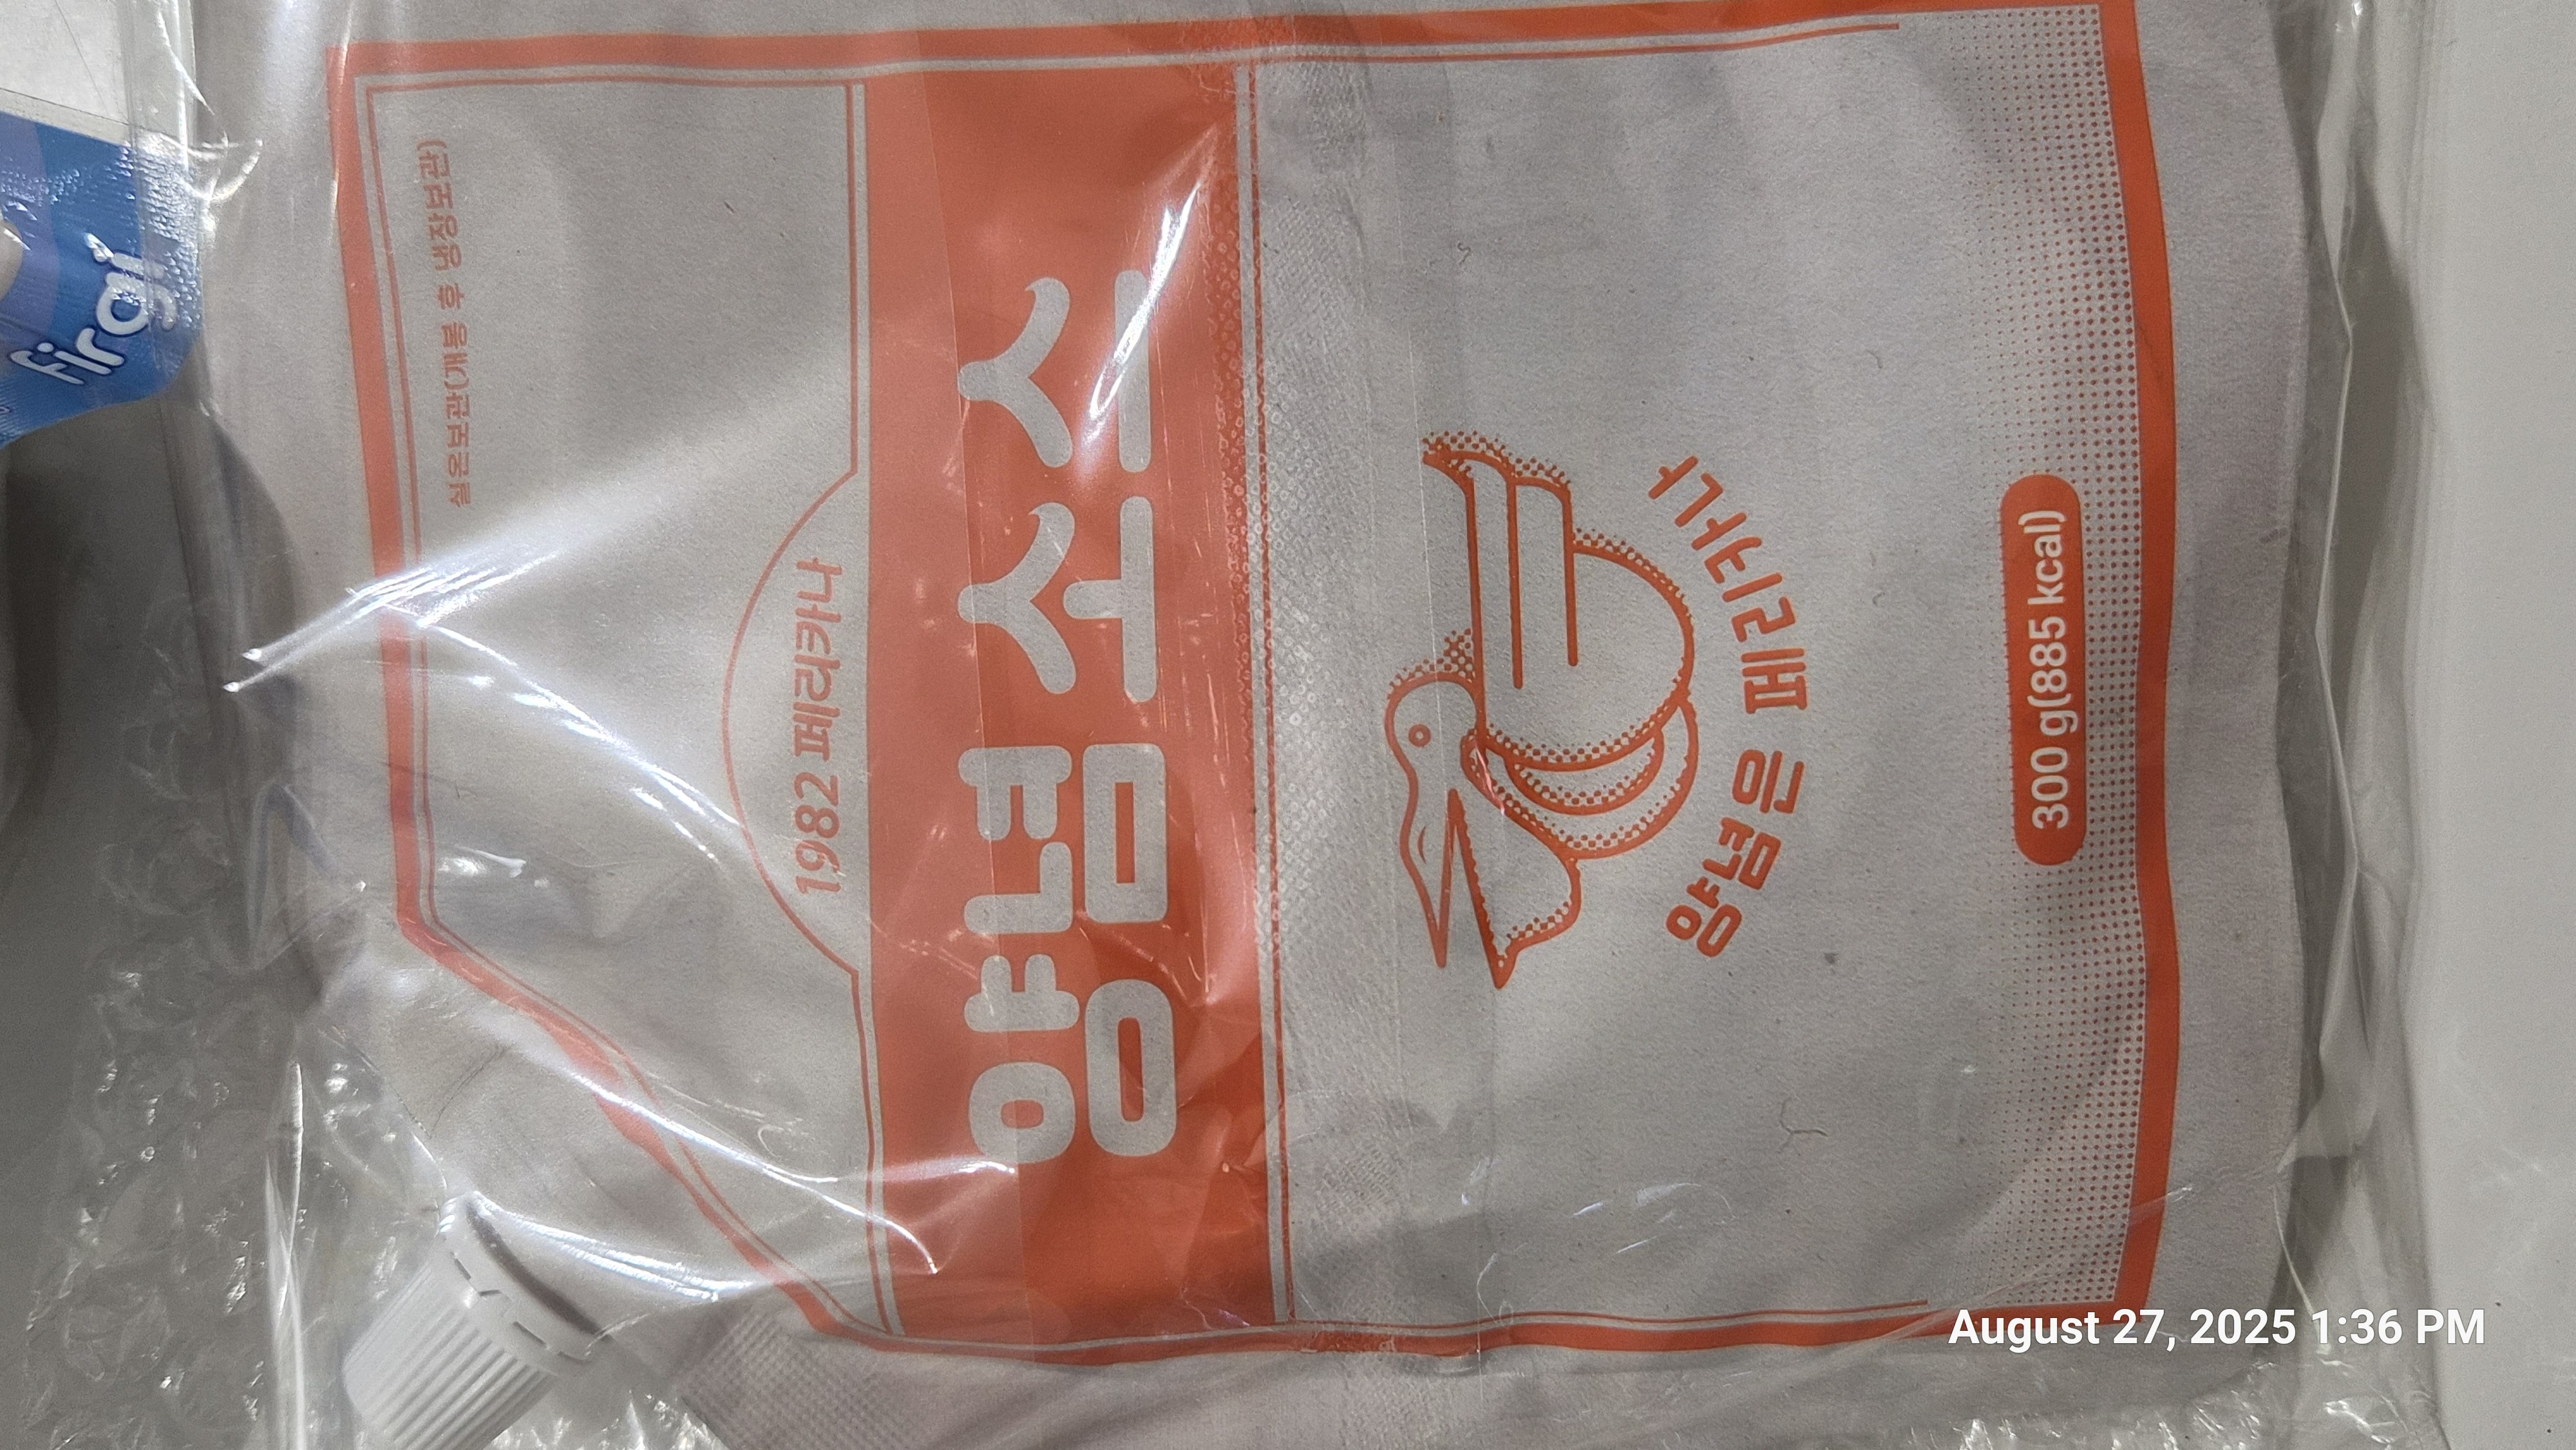 실온보관(개봉 후 냉장보관)
1982 페리카나
양념 소스
양념은 페리카나
300 g(885 kcal)
firgi
August 27, 2025 1:36 PM